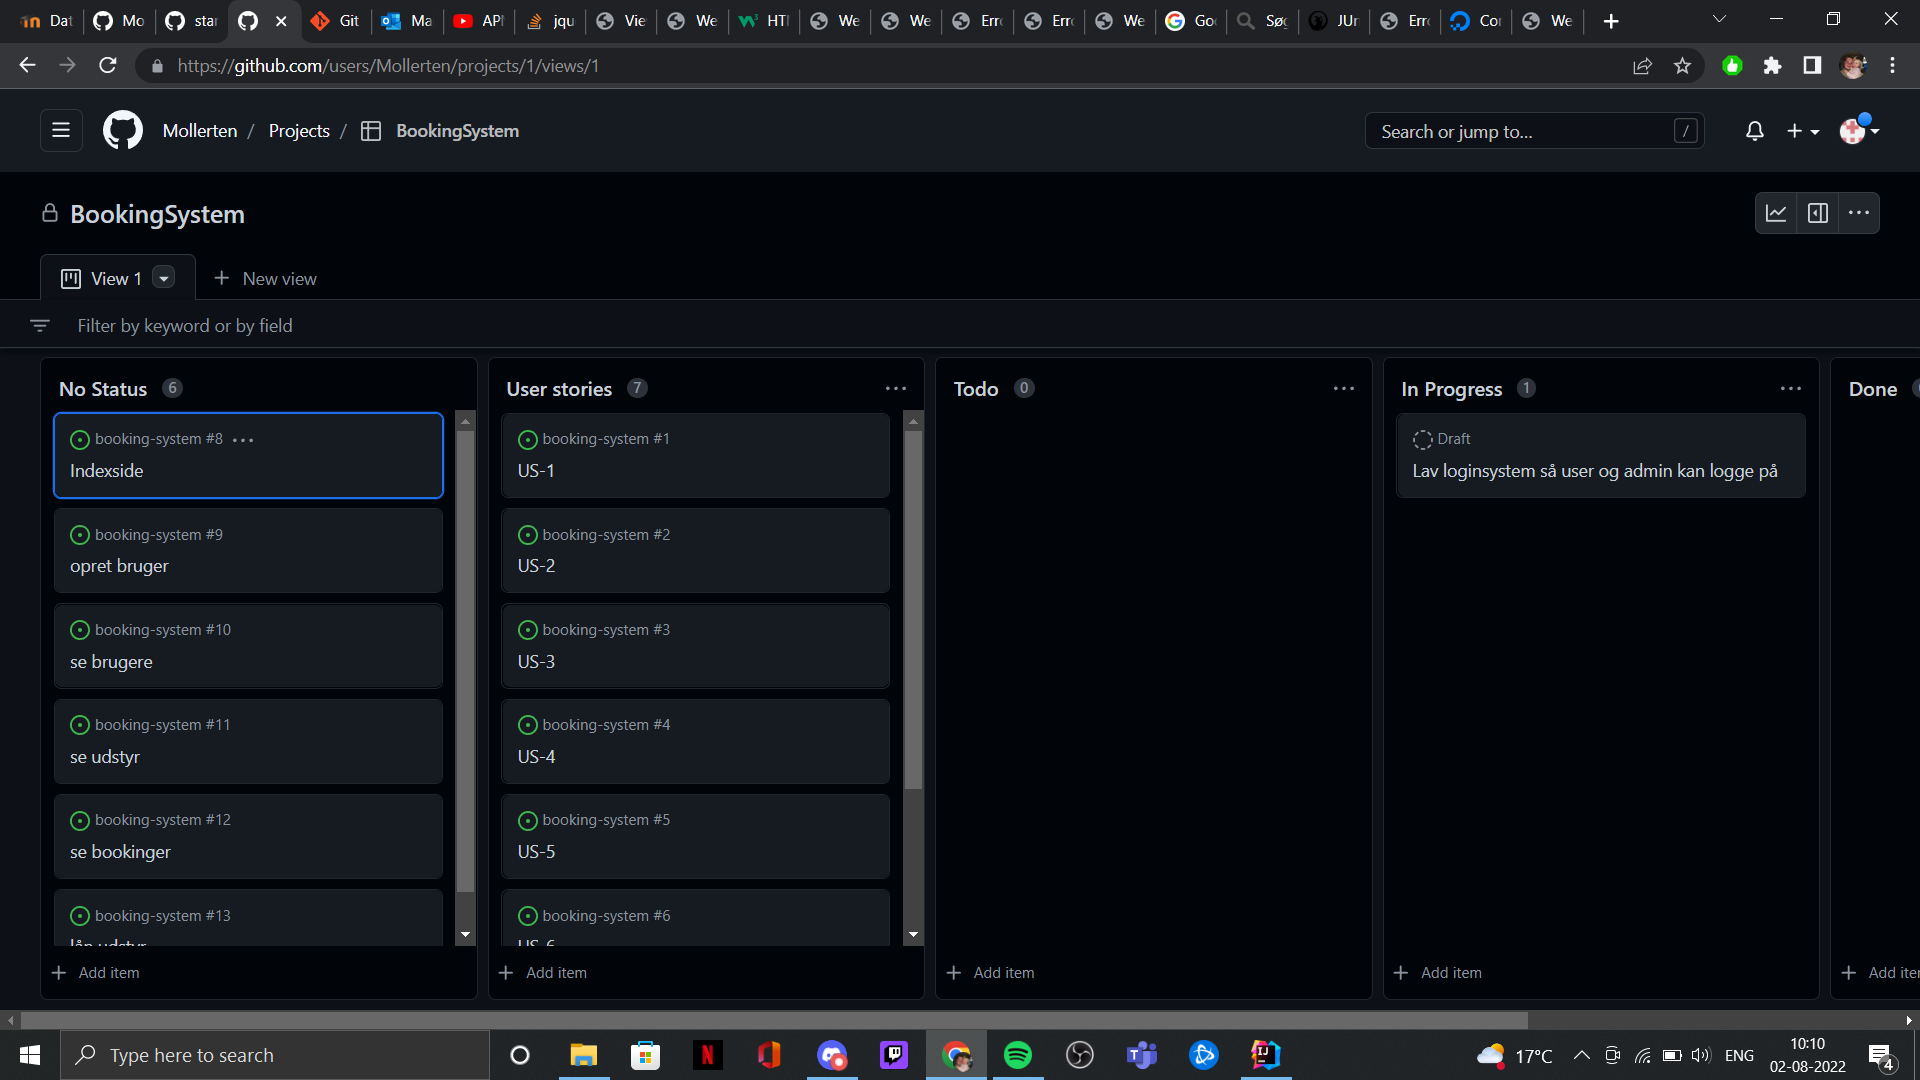 Dat
Mo
star
Git
Ma
API
jqu
Vie
We
HTI
We
We
Erro
Erro
We
Goo
Søg
JUn
Erro
Cor
We
https://github.com/users/Mollerten/projects/1/views/1
Mollerten / Projects / BookingSystem
Search or jump to... /
BookingSystem
View 1
New view
Filter by keyword or by field
No Status 6
booking-system #8 ...
Indexside
booking-system #9
opret bruger
booking-system #10
se brugere
booking-system #11
se udstyr
booking-system #12
se bookinger
booking-system #13
lån udstyr
+ Add item
User stories 7
booking-system #1
US-1
booking-system #2
US-2
booking-system #3
US-3
booking-system #4
US-4
booking-system #5
US-5
booking-system #6
US-6
+ Add item
Todo 0
+ Add item
In Progress 1
Draft
Lav loginsystem så user og admin kan logge på
+ Add item
Done
+ Add iter
Type here to search
17°C
ENG
10:10
02-08-2022
4